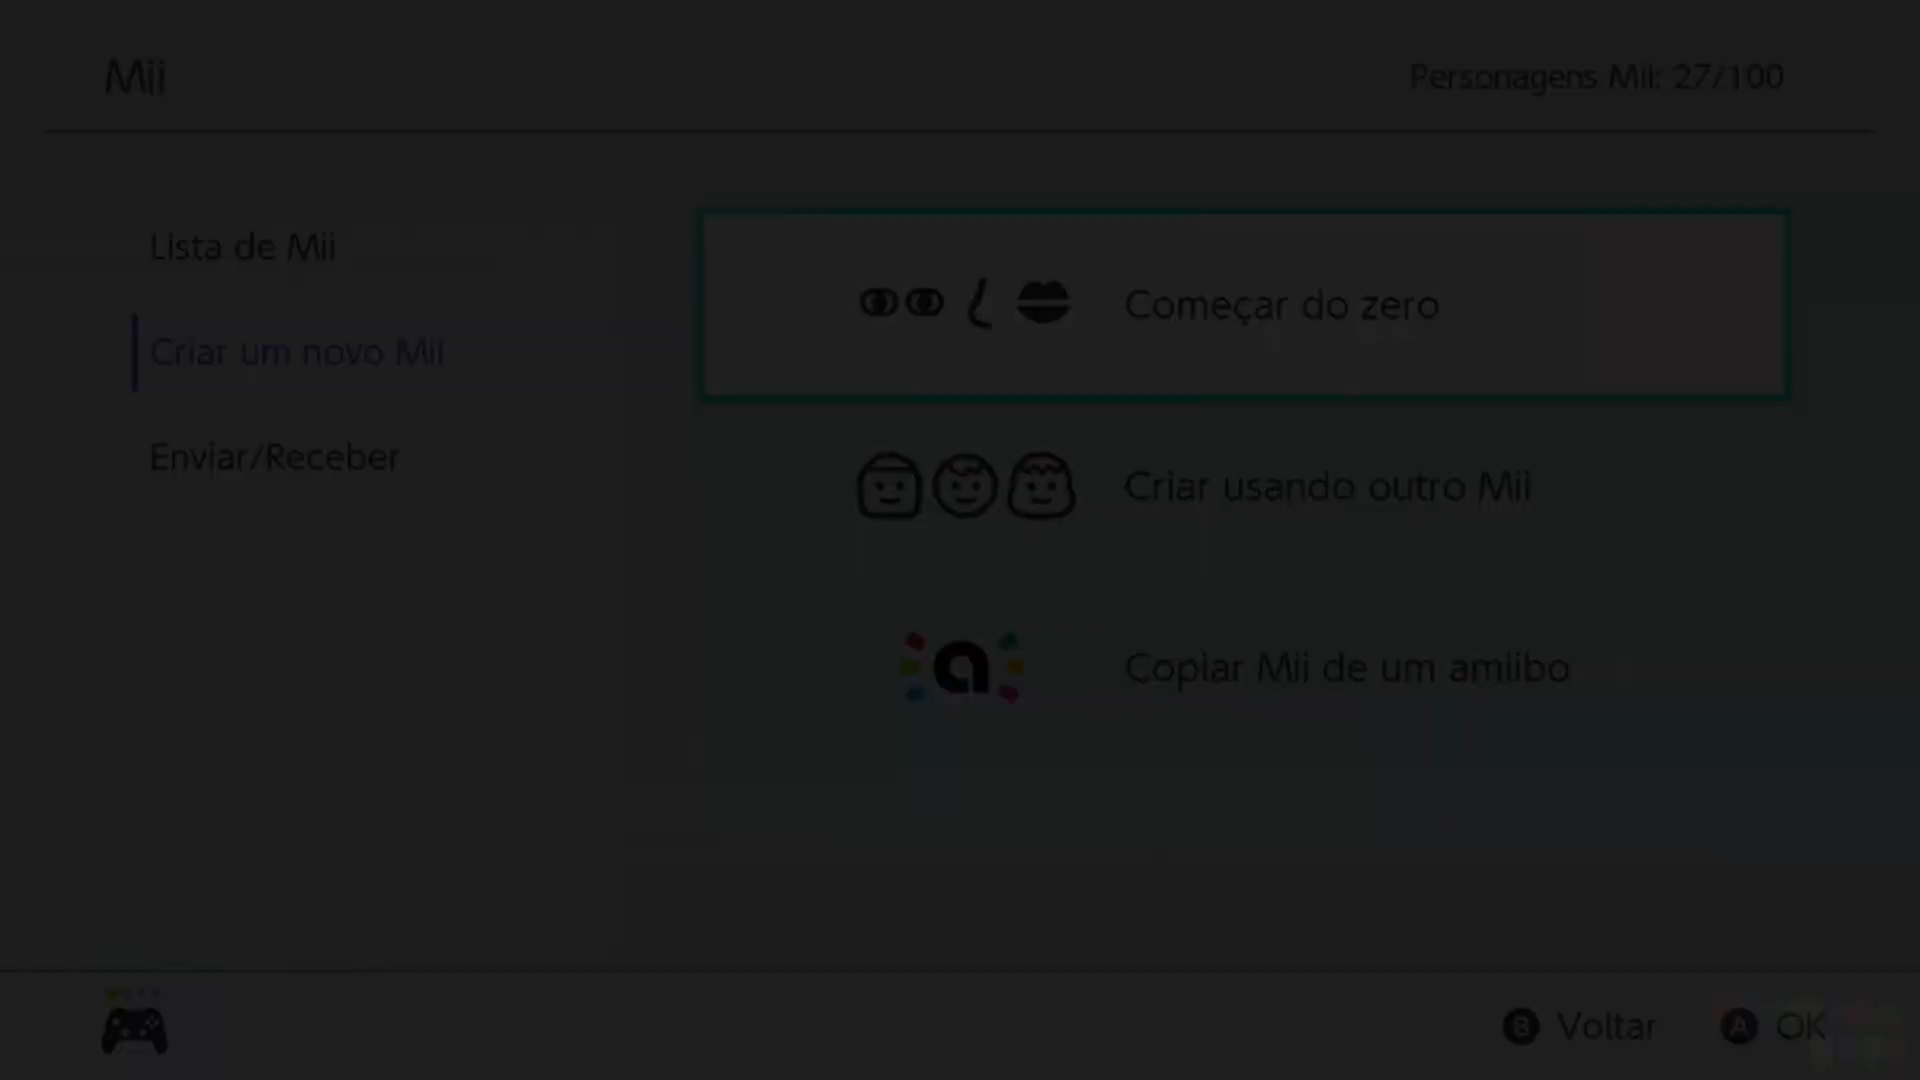 Mii
Personagens Mii: 27/100
Lista de Mii
Criar um novo Mii
Enviar/Receber
Começar do zero
Criar usando outro Mii
a
Copiar Mii de um amiibo
B Voltar
A OK